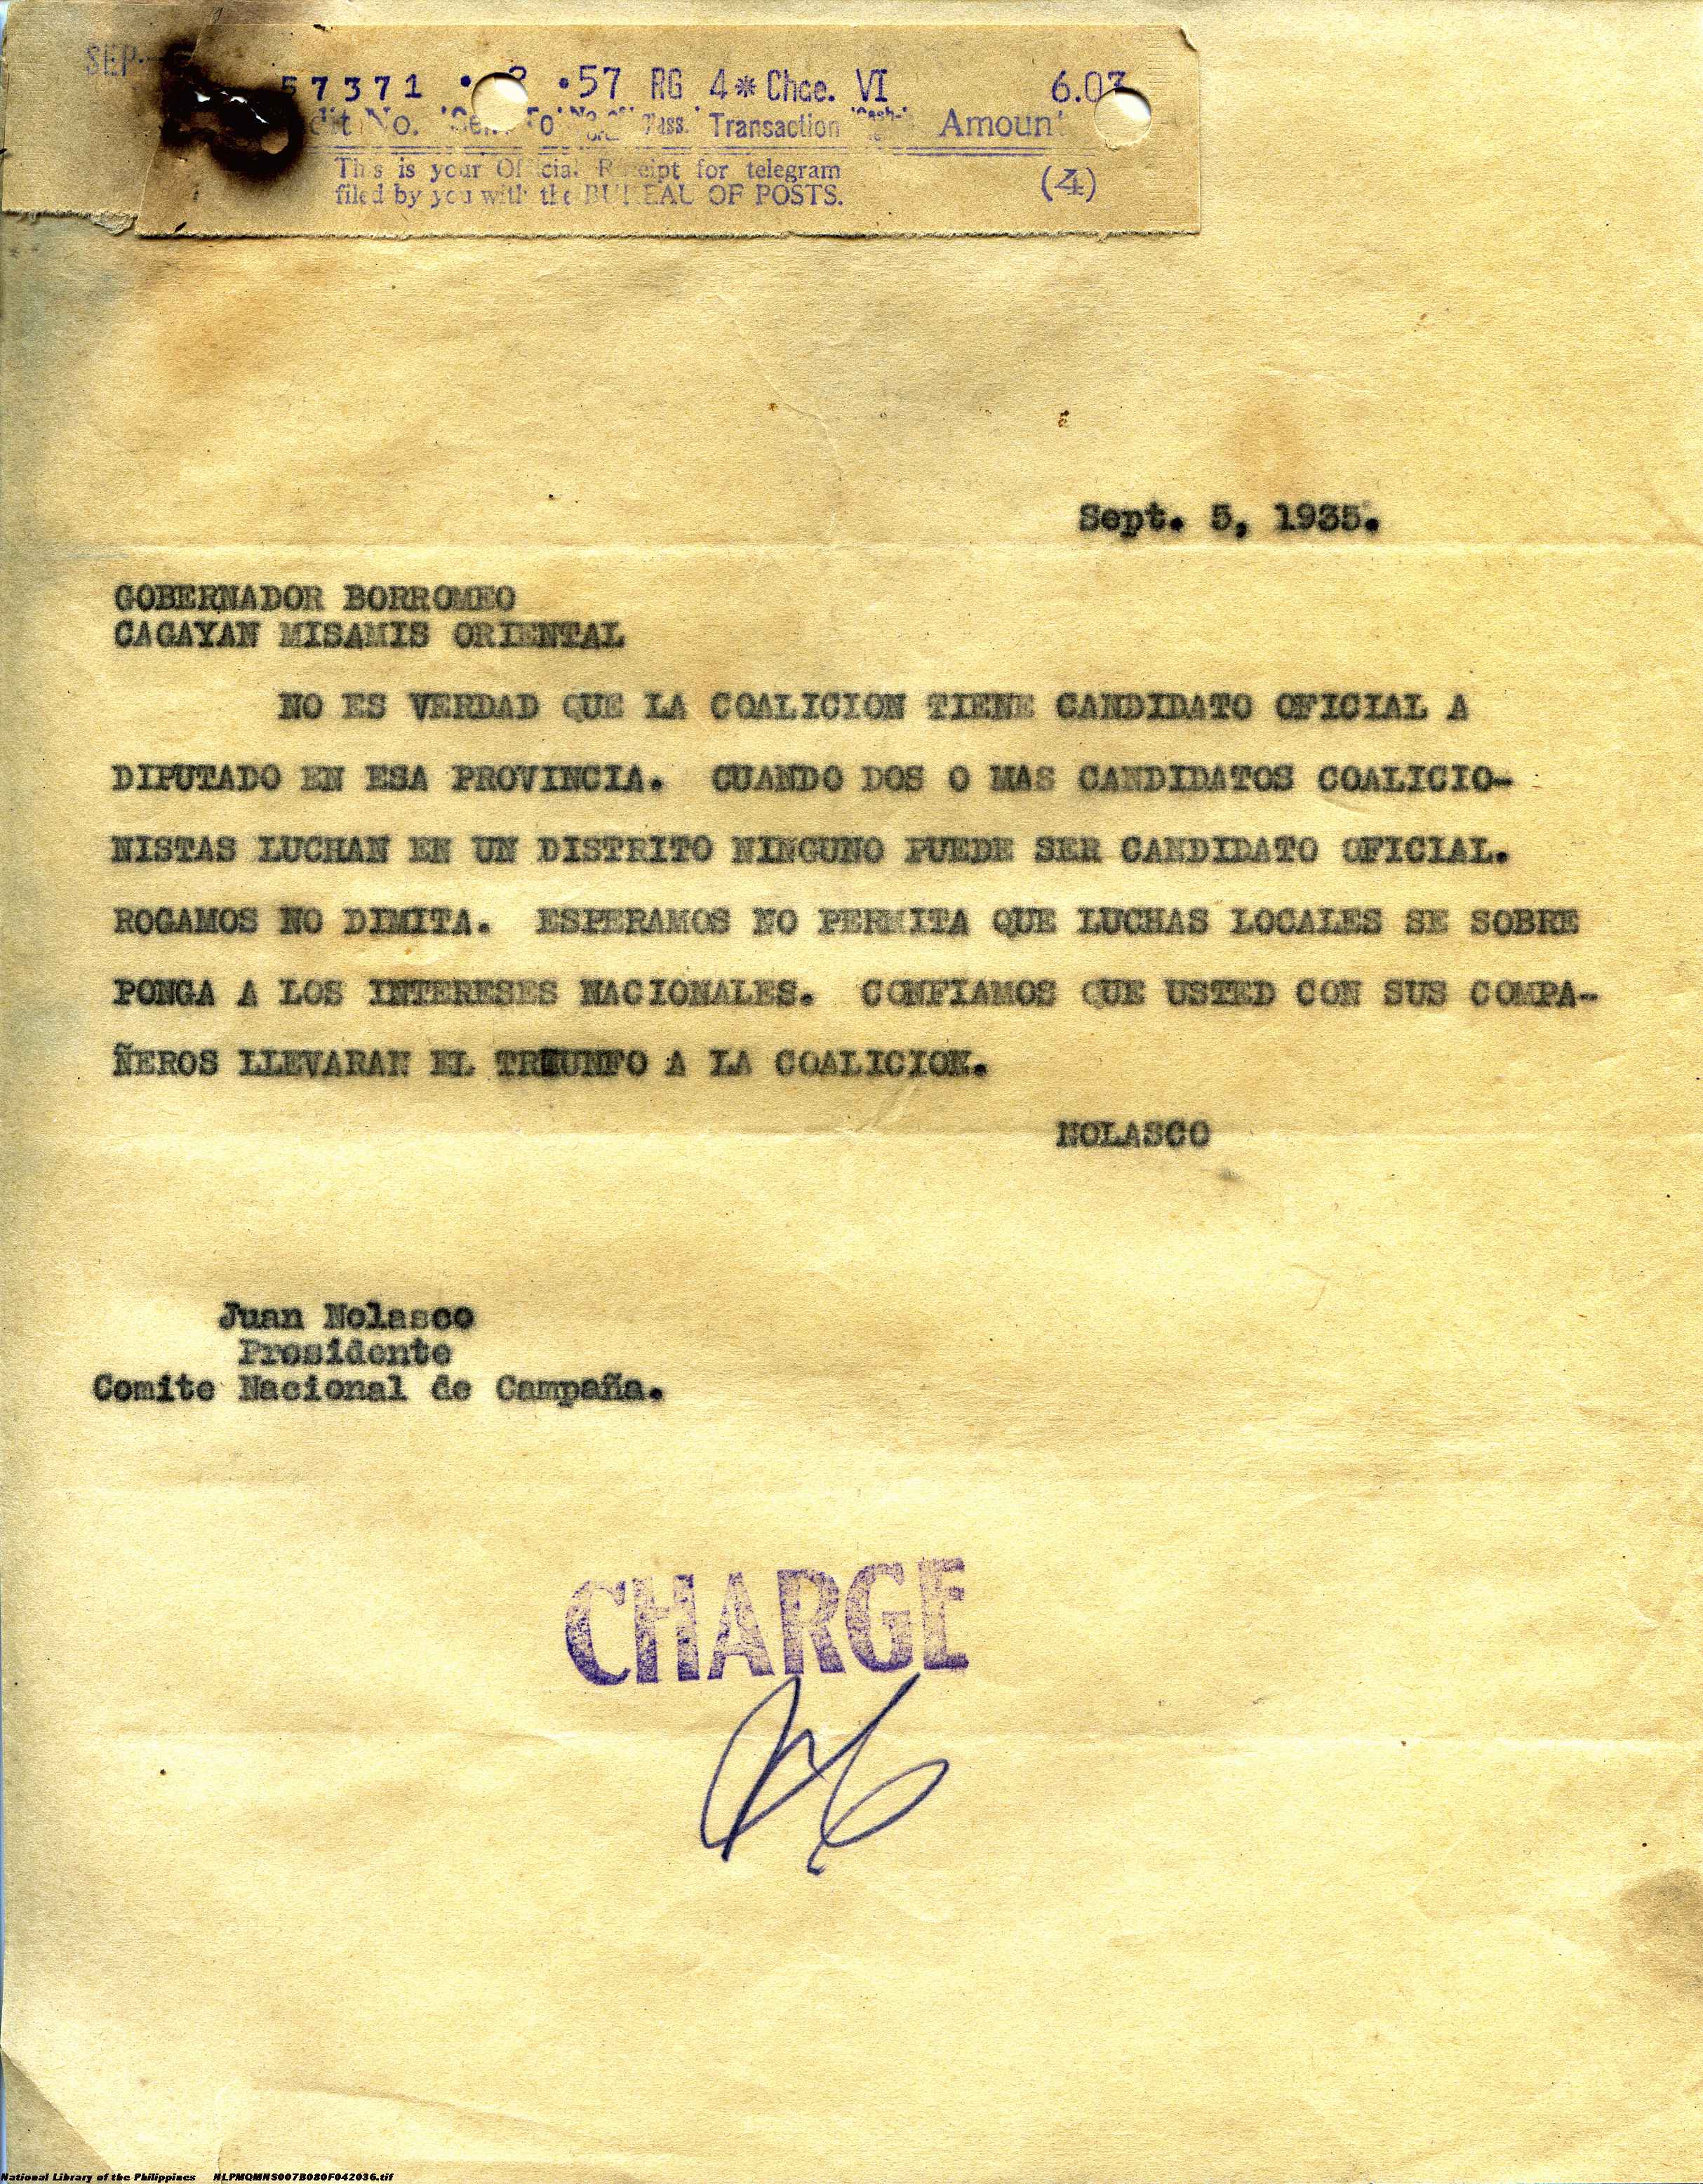 SEP
57371 · ·57 RG 4* Chge. VI 6.03
No. Transaction Amount
This is your Official Receipt for telegram (4)
filed by you with the BUREAU OF POSTS.
Sept. 5, 1935.
GOBERNADOR BORROMEO
CAGAYAN MISAMIS ORIENTAL
NO ES VERDAD QUE LA COALICION TIENE CANDIDATO OFICIAL A
DIPUTADO EN ESA PROVINCIA. CUANDO DOS O MAS CANDIDATOS COALICIO-
NISTAS LUCHAN EN UN DISTRITO NINGUNO PUEDE SER CANDIDATO OFICIAL.
ROGAMOS NO DIMITA. ESPERAMOS NO PERMITA QUE LUCHAS LOCALES SE SOBRE
PONGA A LOS INTERESES NACIONALES. CONFIAMOS QUE USTED CON SUS COMPA-
ÑEROS LLEVARAN EL TRIUNFO A LA COALICION.
NOLASCO
Juan Nolasco
Presidente
Comite Nacional de Campaña.
CHARGE
National Library of the Philippines NLPMQMNS007B080F042036.tif